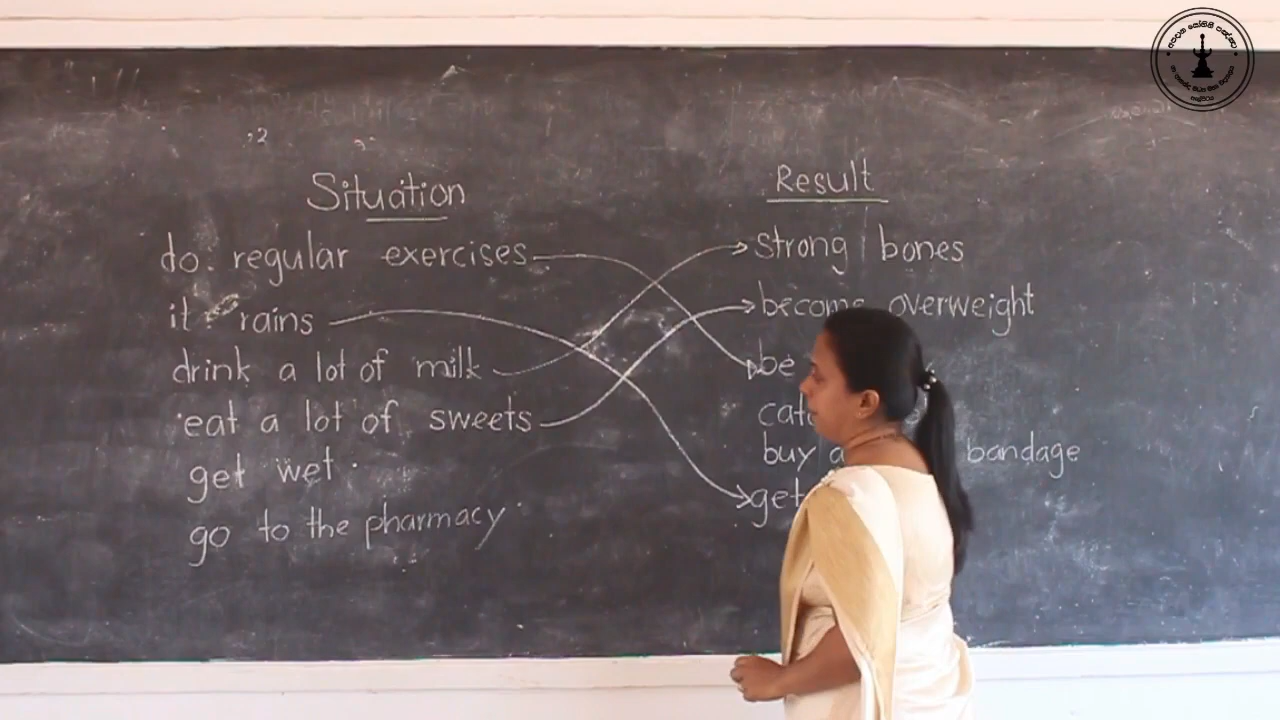 Situation
do regular exercises
it rains
drink a lot of milk
eat a lot of sweets
get wet
go to the pharmacy
Result
strong bones
become overweight
be
buy a bandage
get